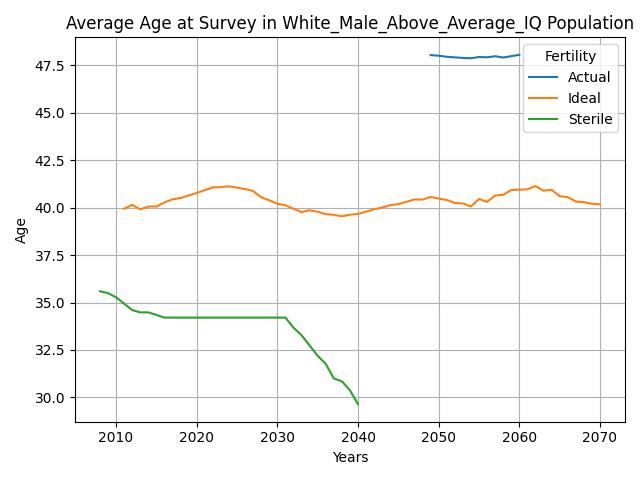 Average Age at Survey in White_Male_Above_Average_IQ Population
Fertility
Actual
Ideal
Sterile
47.5
45.0
42.5
40.0
37.5
35.0
32.5
30.0
Age
2010 2020 2030 2040 2050 2060 2070
Years